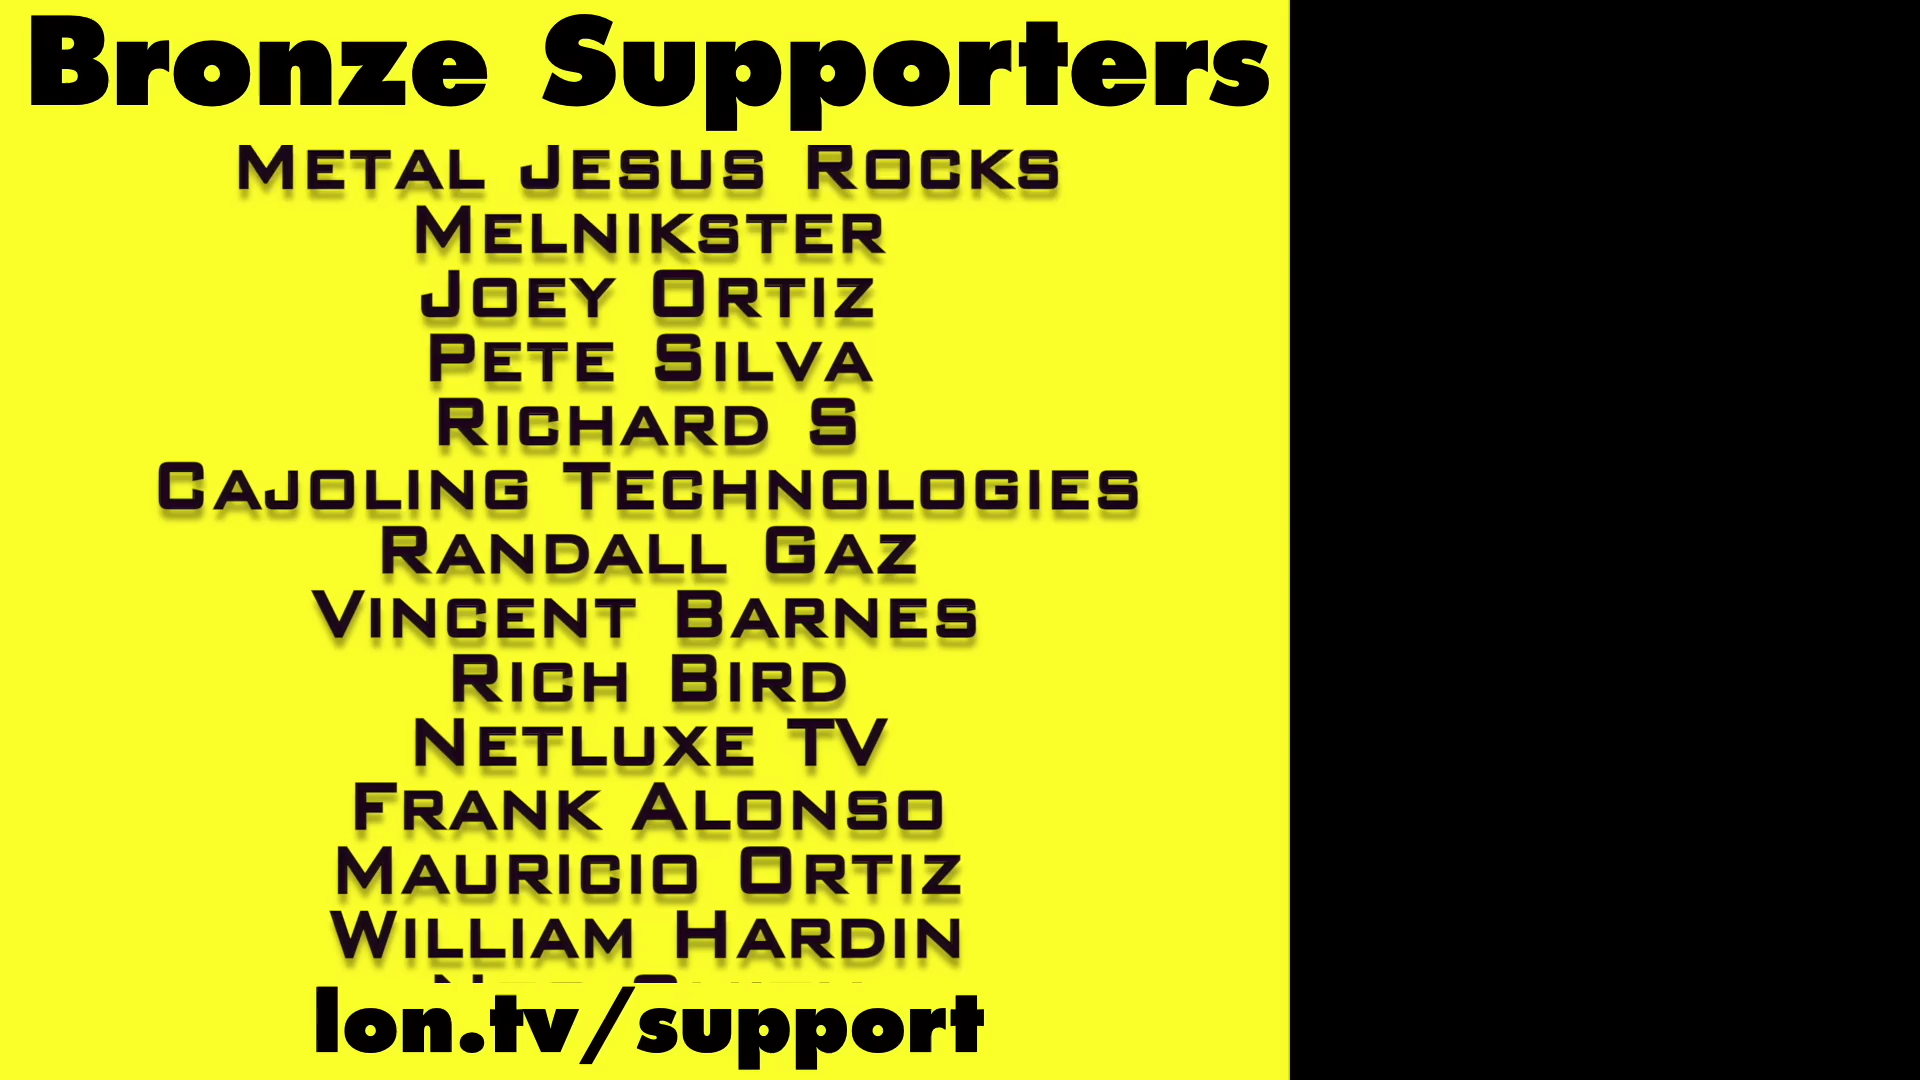 Bronze Supporters
Metal Jesus Rocks
Melnikster
Joey Ortiz
Pete Silva
Richard S
Cajoling Technologies
Randall Gaz
Vincent Barnes
Rich Bird
Netluxe TV
Frank Alonso
Mauricio Ortiz
William Hardin
lon.tv/support